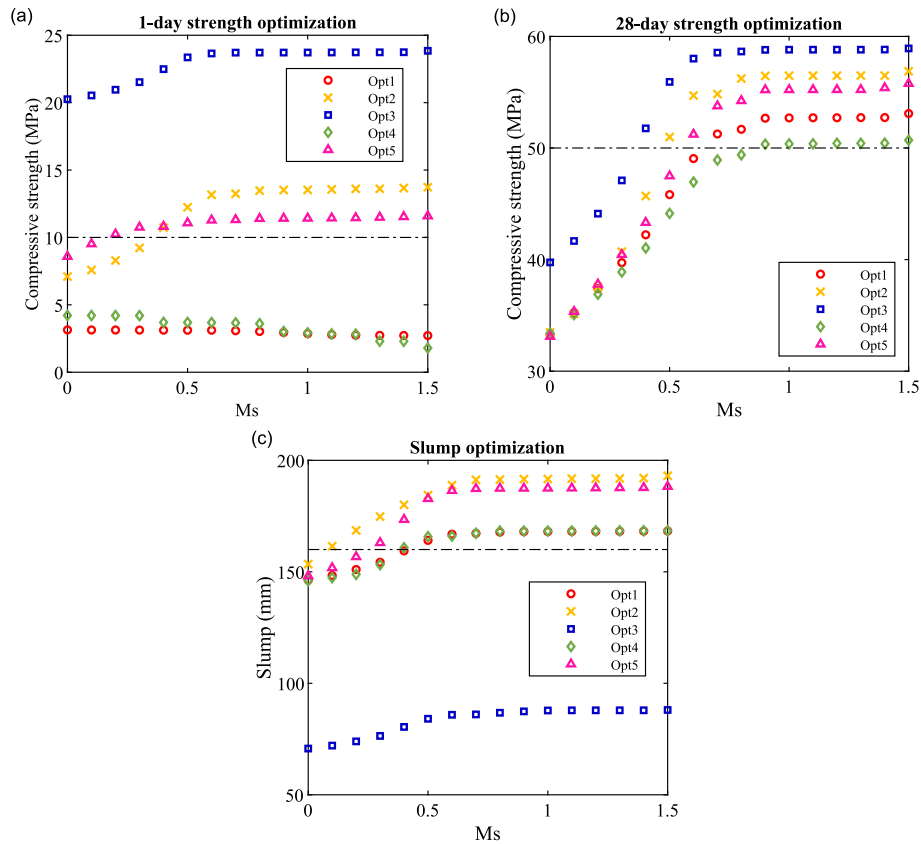 (a)
1-day strength optimization
25
20
15
10
5
0
0 0.5 1 1.5
Compressive strength (MPa)
Ms
Opt1
Opt2
Opt3
Opt4
Opt5
(b)
28-day strength optimization
60
50
40
30
0 0.5 1 1.5
Compressive strength (MPa)
Ms
Opt1
Opt2
Opt3
Opt4
Opt5
(c)
Slump optimization
200
150
100
50
0 0.5 1 1.5
Slump (mm)
Ms
Opt1
Opt2
Opt3
Opt4
Opt5